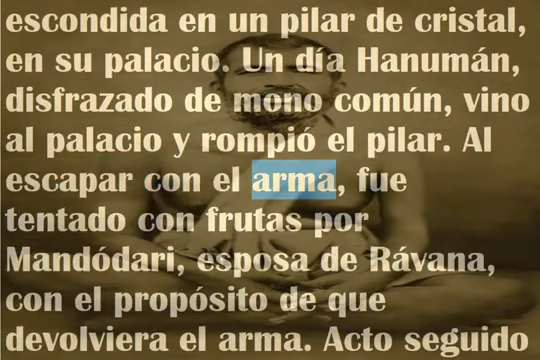 escondida en un pilar de cristal,
en su palacio. Un día Hanumán,
disfrazado de mono común, vino
al palacio y rompió el pilar. Al
escapar con el arma, fue
tentado con frutas por
Mandódari, esposa de Rávana,
con el propósito de que
devolviera el arma. Acto seguido